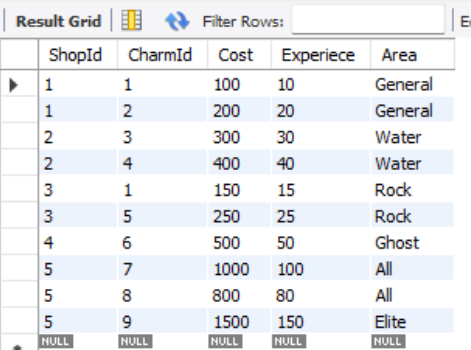 Result Grid Filter Rows: E
ShopId CharmId Cost Experiece Area
1 1 100 10 General
1 2 200 20 General
2 3 300 30 Water
2 4 400 40 Water
3 1 150 15 Rock
3 5 250 25 Rock
4 6 500 50 Ghost
5 7 1000 100 All
5 8 800 80 All
5 9 1500 150 Elite
NULL NULL NULL NULL NULL